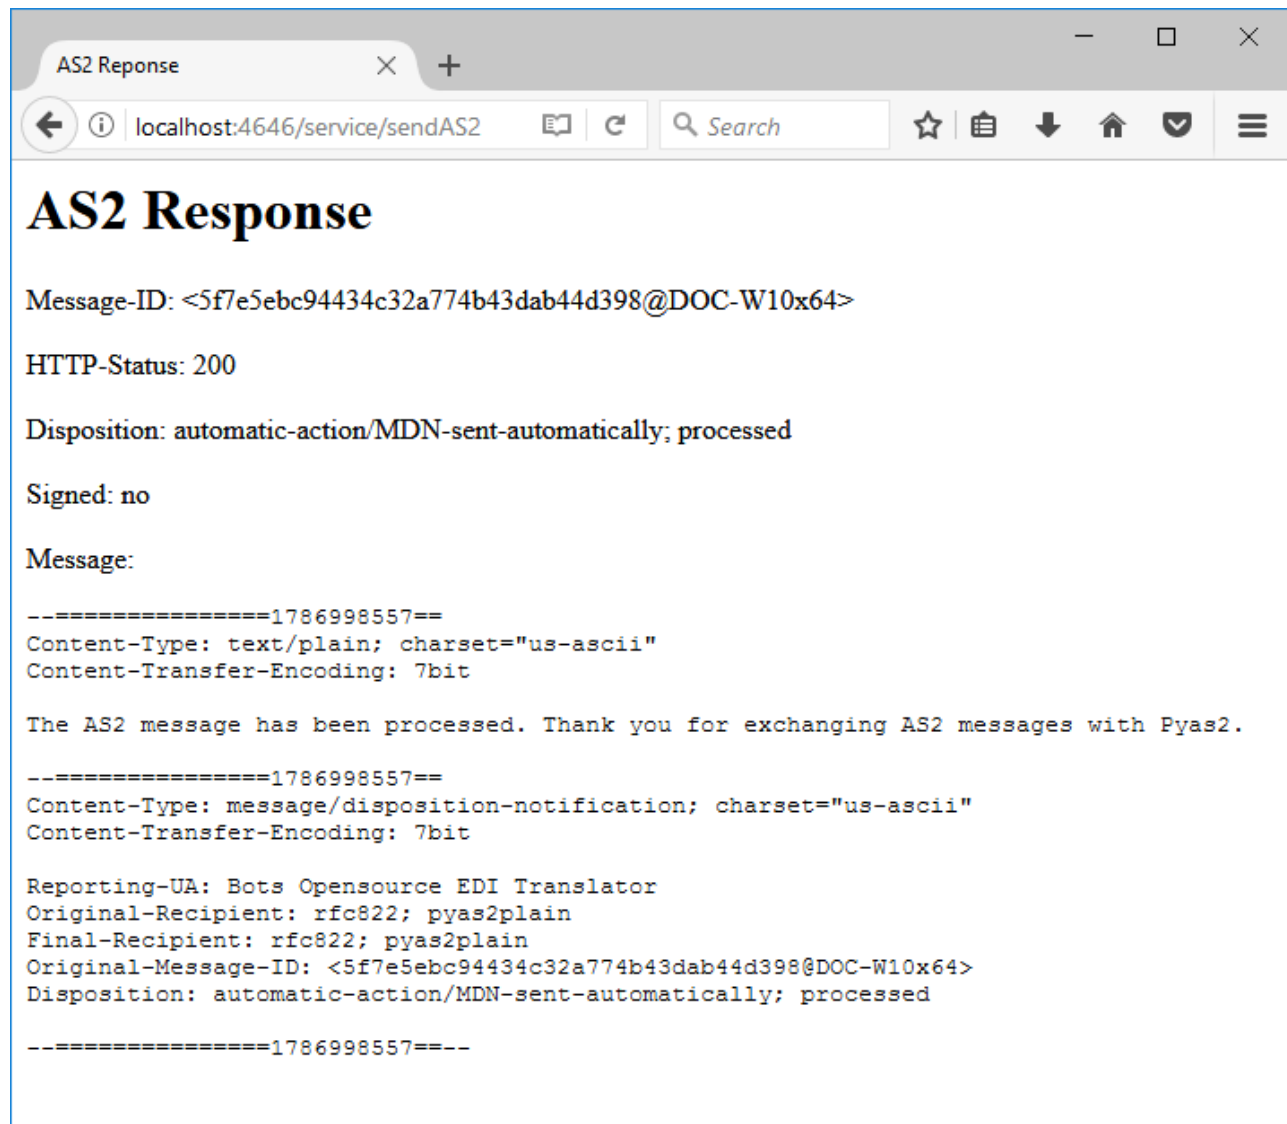 AS2 Reponse
localhost:4646/service/sendAS2
Search
AS2 Response
Message-ID: <5f7e5ebc94434c32a774b43dab44d398@DOC-W10x64>
HTTP-Status: 200
Disposition: automatic-action/MDN-sent-automatically; processed
Signed: no
Message:
--===============1786998557==
Content-Type: text/plain; charset="us-ascii"
Content-Transfer-Encoding: 7bit
The AS2 message has been processed. Thank you for exchanging AS2 messages with Pyas2.
--===============1786998557==
Content-Type: message/disposition-notification; charset="us-ascii"
Content-Transfer-Encoding: 7bit
Reporting-UA: Bots Opensource EDI Translator
Original-Recipient: rfc822; pyas2plain
Final-Recipient: rfc822; pyas2plain
Original-Message-ID: <5f7e5ebc94434c32a774b43dab44d398@DOC-W10x64>
Disposition: automatic-action/MDN-sent-automatically; processed
--===============1786998557==--